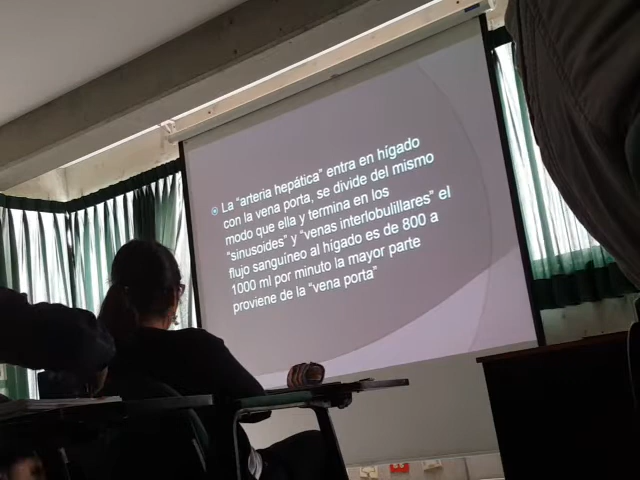 La "arteria hepática" entra en hígado
con la vena porta, se divide del mismo
modo que ella y termina en los
"sinusoides" y "venas interlobulillares" el
flujo sanguíneo al hígado es de 800 a
1000 ml por minuto la mayor parte
proviene de la "vena porta"